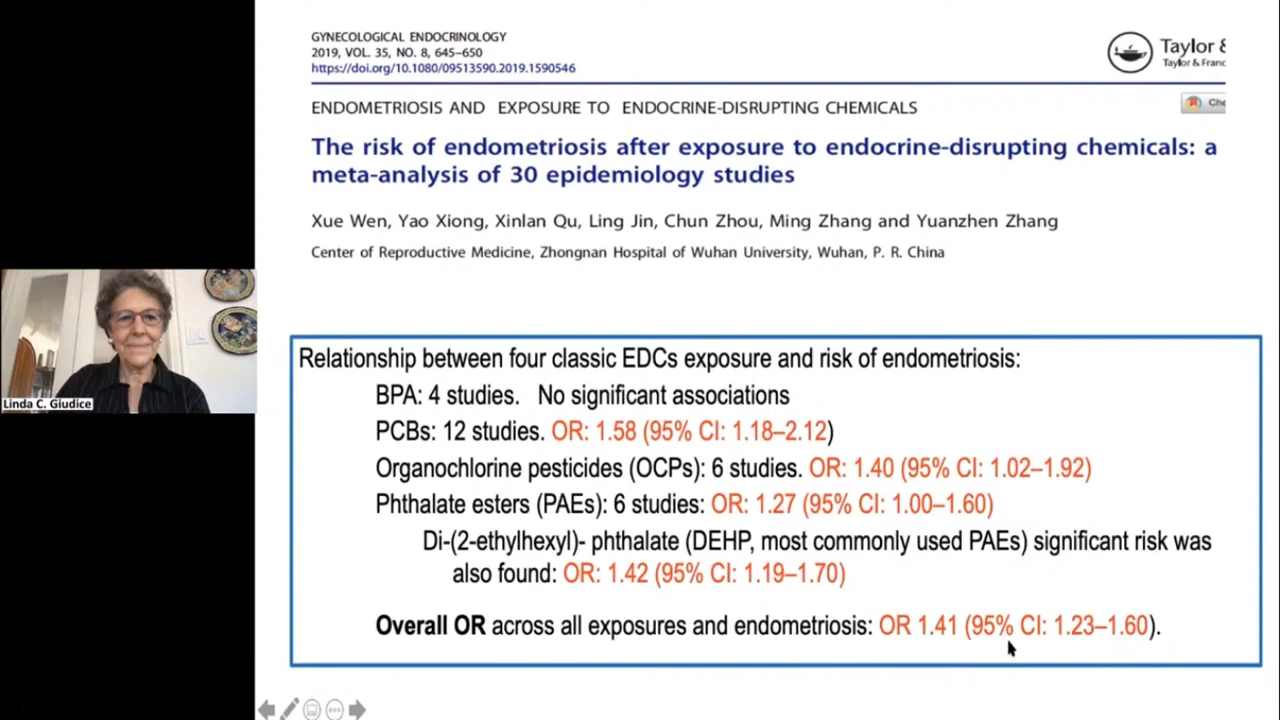 GYNECOLOGICAL ENDOCRINOLOGY
2019, VOL. 35, NO. 8, 645–650
https://doi.org/10.1080/09513590.2019.1590546
Taylor &
Taylor & Franc
ENDOMETRIOSIS AND EXPOSURE TO ENDOCRINE-DISRUPTING CHEMICALS
Che
The risk of endometriosis after exposure to endocrine-disrupting chemicals: a
meta-analysis of 30 epidemiology studies
Xue Wen, Yao Xiong, Xinlan Qu, Ling Jin, Chun Zhou, Ming Zhang and Yuanzhen Zhang
Center of Reproductive Medicine, Zhongnan Hospital of Wuhan University, Wuhan, P. R. China
Linda C. Giudice
Relationship between four classic EDCs exposure and risk of endometriosis:
BPA: 4 studies. No significant associations
PCBs: 12 studies. OR: 1.58 (95% CI: 1.18–2.12)
Organochlorine pesticides (OCPs): 6 studies. OR: 1.40 (95% CI: 1.02–1.92)
Phthalate esters (PAEs): 6 studies: OR: 1.27 (95% CI: 1.00–1.60)
Di-(2-ethylhexyl)- phthalate (DEHP, most commonly used PAEs) significant risk was
also found: OR: 1.42 (95% CI: 1.19–1.70)
Overall OR across all exposures and endometriosis: OR 1.41 (95% CI: 1.23–1.60).